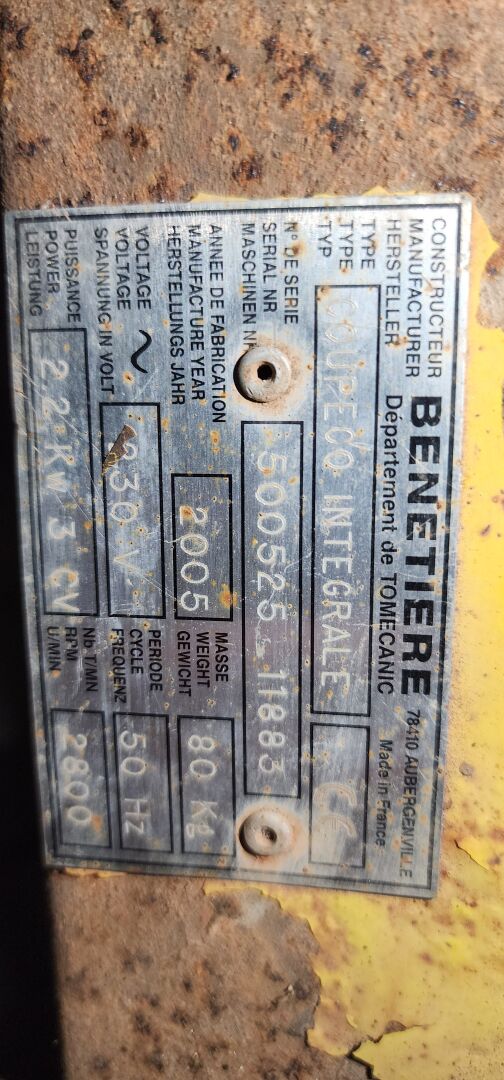 CONSTRUCTEUR
MANUFACTURER
HERSTELLER
BENETIERE
78410 AUBERGENVILLE
Département de TOMECANIC
Made in France
TYPE
TYPE
TYP
COUPECO INTEGRALE
CE
N° DE SERIE
SERIAL NR
MASCHINEN N
500525 11883
ANNEE DE FABRICATION
MANUFACTURE YEAR
HERSTELLUNGS JAHR
2005
MASSE
WEIGHT
GEWICHT
80 Kg
VOLTAGE
VOLTAGE
SPANNUNG IN VOLT
~
230 V
PERIODE
CYCLE
FREQUENZ
50 Hz
PUISSANCE
POWER
LEISTUNG
22 KW 3 CV
Nb T/MN
RPM
U/MIN
2800